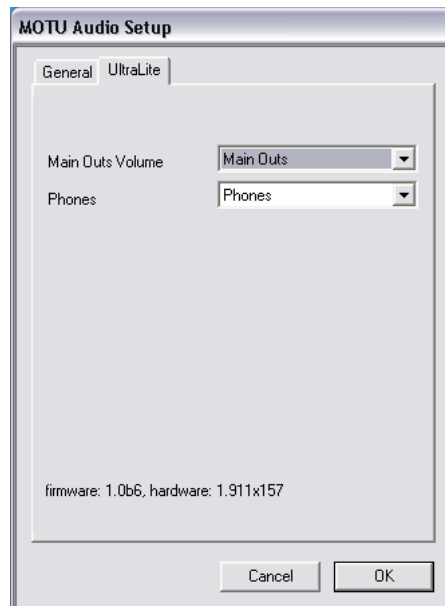 MOTU Audio Setup
General UltraLite
Main Outs Volume Main Outs
Phones Phones
firmware: 1.0b6, hardware: 1.911x157
Cancel OK